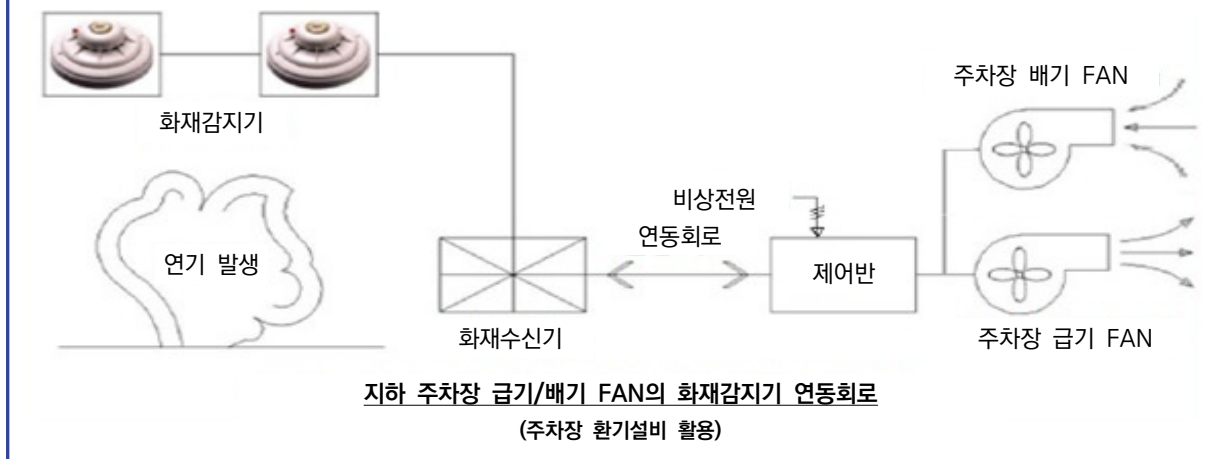 주차장 배기 FAN
화재감지기
비상전원
연동회로
연기 발생
제어반
화재수신기
주차장 급기 FAN
지하 주차장 급기/배기 FAN의 화재감지기 연동회로
(주차장 환기설비 활용)